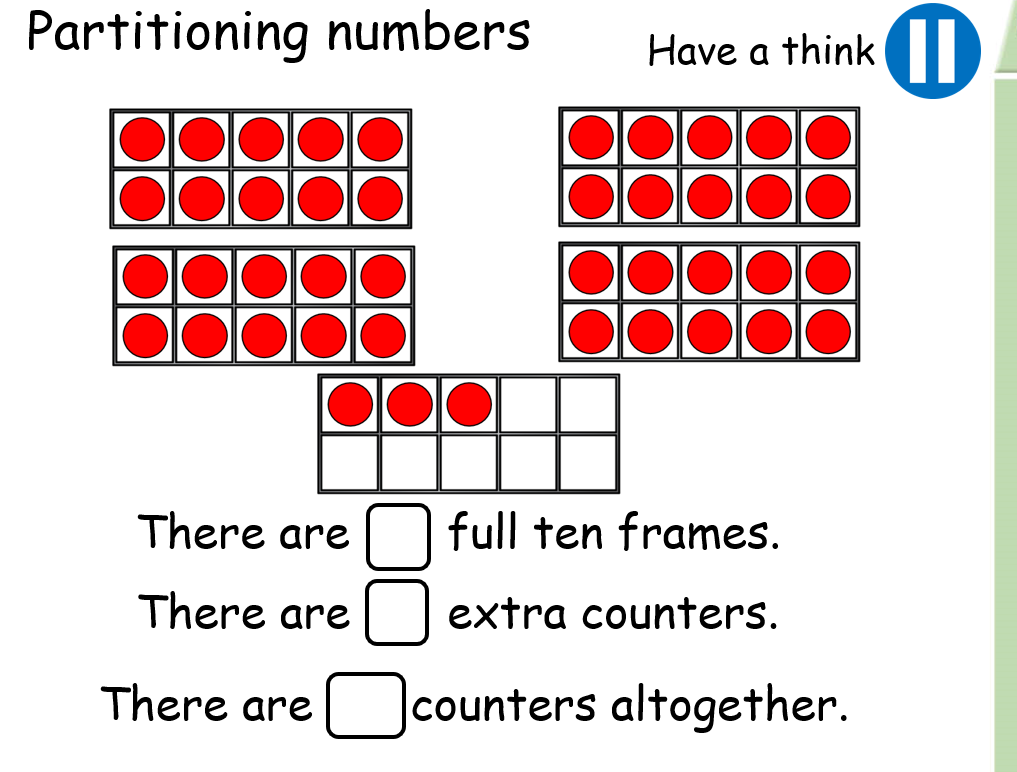 Partitioning numbers
Have a think
There are full ten frames.
There are extra counters.
There are counters altogether.